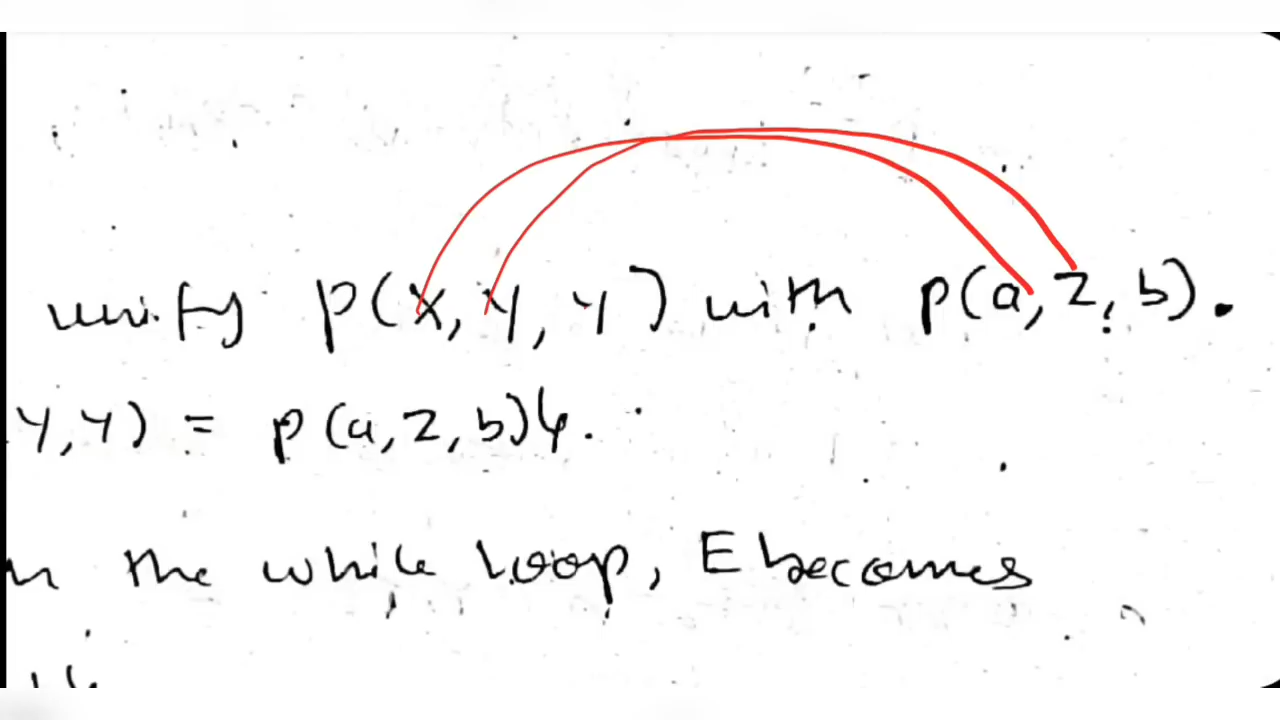 unify p(X, Y, Y) with p(a, Z, b).
Y, Y) = p(a, Z, b)}.
the while loop, E becomes